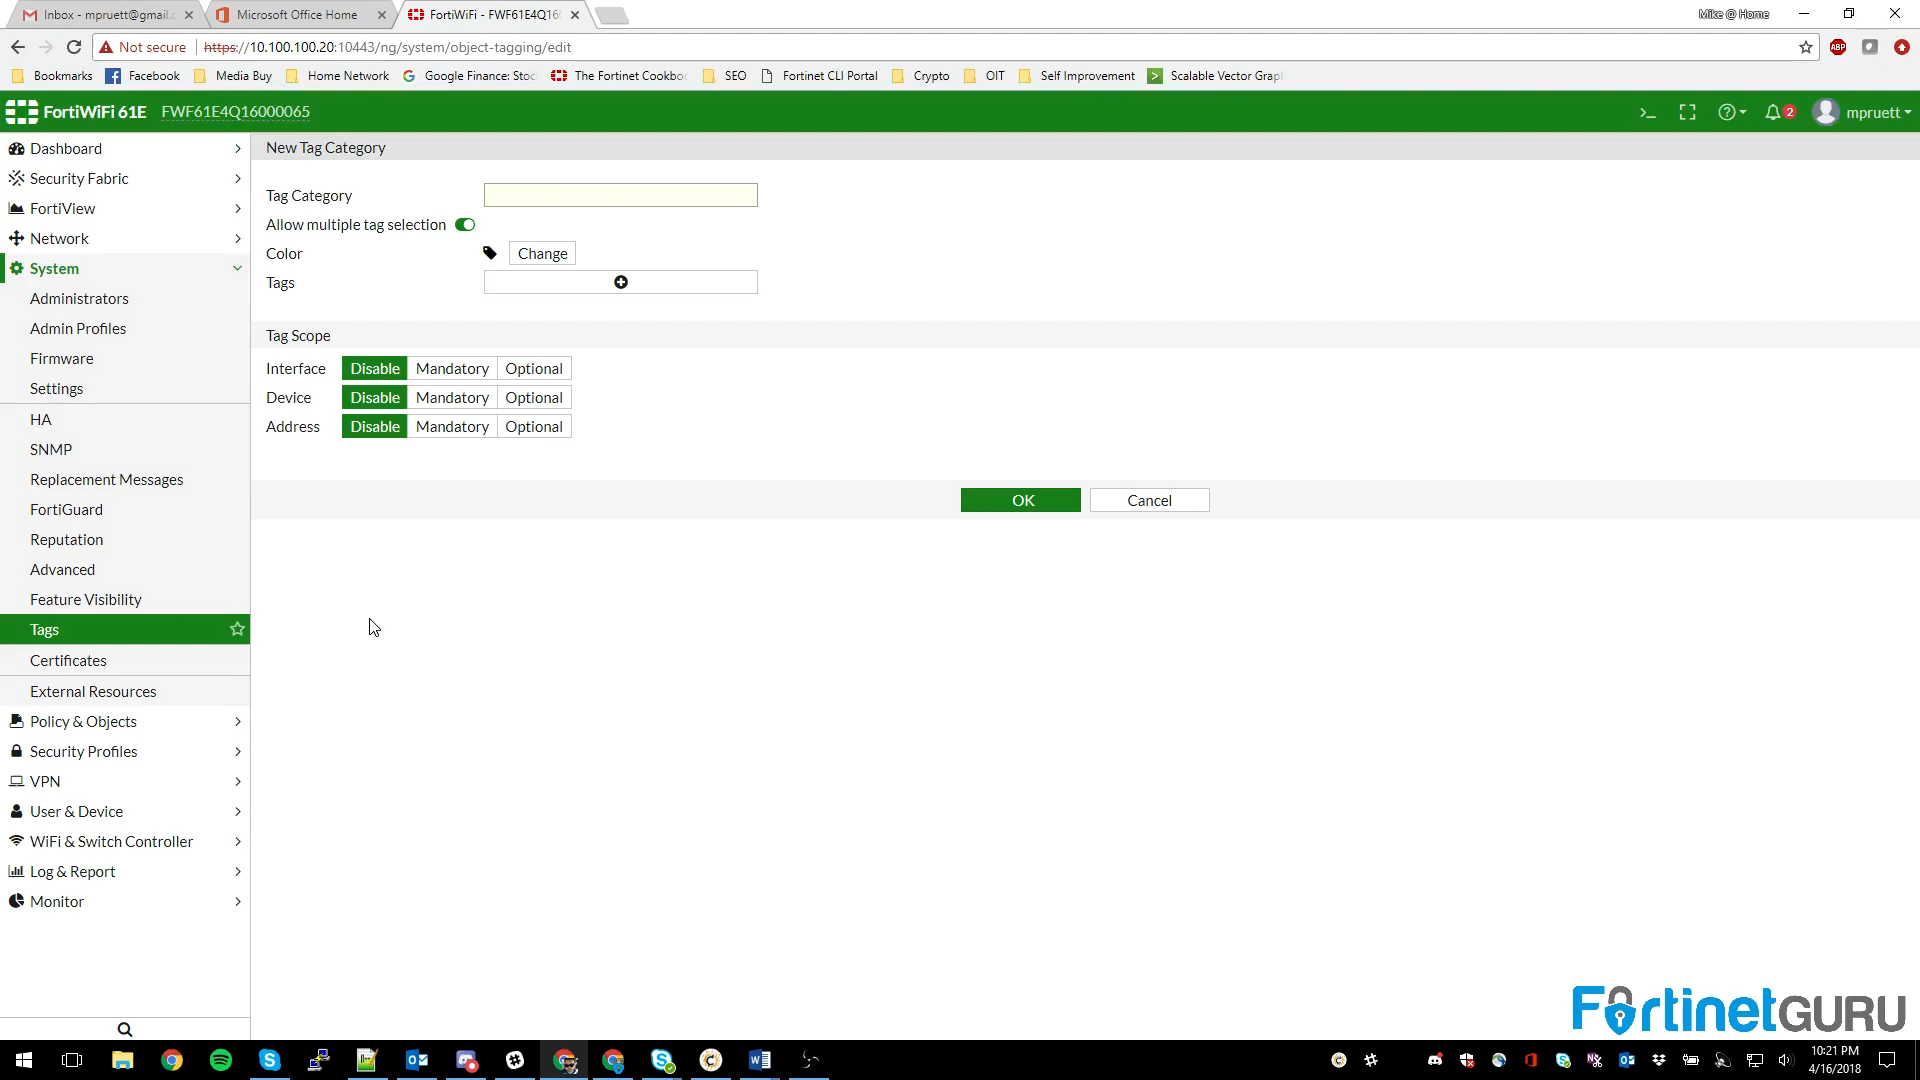 Inbox - mpruett@gmail.c
Microsoft Office Home
FortiWiFi - FWF61E4Q160
Mike @ Home
Not secure
https://10.100.100.20:10443/ng/system/object-tagging/edit
ABP
Bookmarks
Facebook
Media Buy
Home Network
Google Finance: Stoc
The Fortinet Cookbo
SEO
Fortinet CLI Portal
Crypto
OIT
Self Improvement
Scalable Vector Grap
FortiWiFi 61E
FWF61E4Q16000065
2
mpruett
Dashboard
Security Fabric
FortiView
Network
System
Administrators
Admin Profiles
Firmware
Settings
HA
SNMP
Replacement Messages
FortiGuard
Reputation
Advanced
Feature Visibility
Tags
Certificates
External Resources
Policy & Objects
Security Profiles
VPN
User & Device
WiFi & Switch Controller
Log & Report
Monitor
New Tag Category
Tag Category
Allow multiple tag selection
Color
Change
Tags
Tag Scope
Interface Disable Mandatory Optional
Device Disable Mandatory Optional
Address Disable Mandatory Optional
OK
Cancel
FortinetGURU
10:21 PM
4/16/2018